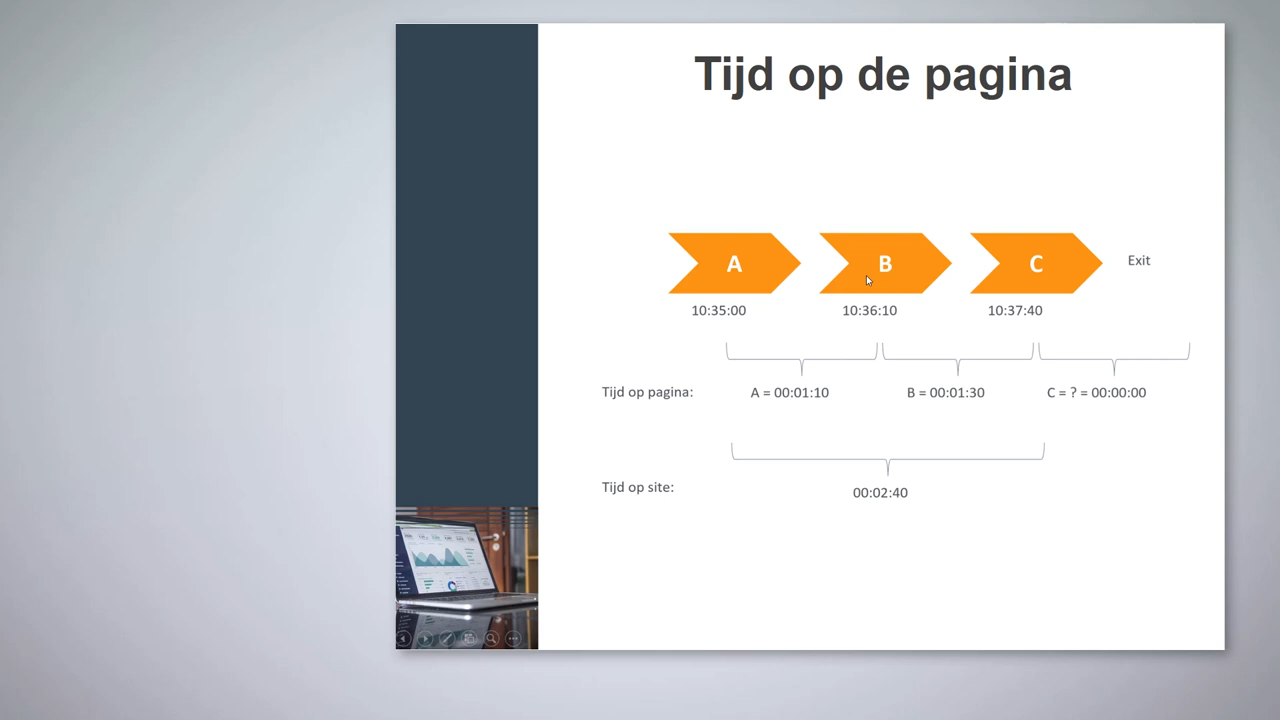 Tijd op de pagina
A
B
C
Exit
10:35:00
10:36:10
10:37:40
Tijd op pagina:
A = 00:01:10
B = 00:01:30
C = ? = 00:00:00
Tijd op site:
00:02:40